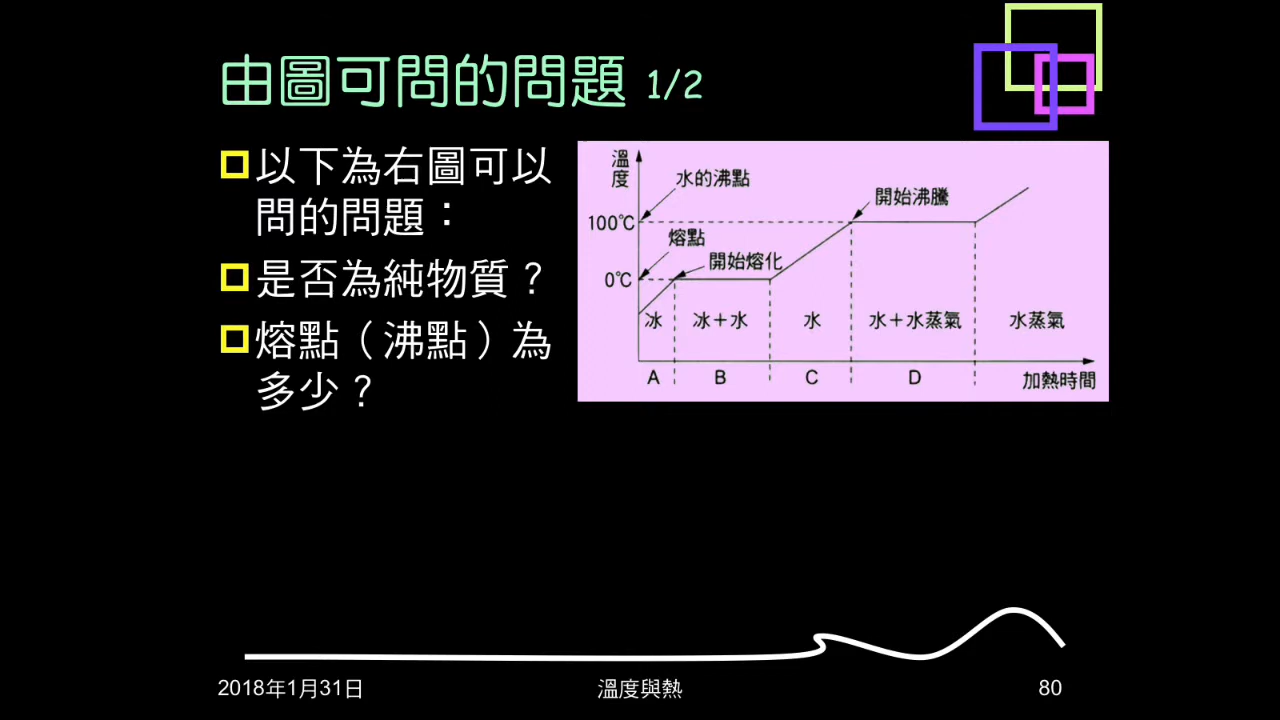 由圖可問的問題 1/2
以下為右圖可以
問的問題：
是否為純物質？
熔點（沸點）為
多少？
溫度
水的沸點
開始沸騰
100℃
熔點
開始熔化
0℃
冰
冰＋水
水
水＋水蒸氣
水蒸氣
A B C D
加熱時間
2018年1月31日 溫度與熱 80